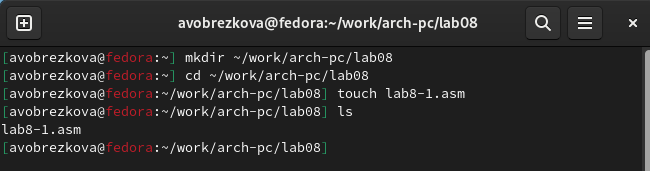 avobrezkova@fedora:~/work/arch-pc/lab08
[avobrezkova@fedora:~] mkdir ~/work/arch-pc/lab08
[avobrezkova@fedora:~] cd ~/work/arch-pc/lab08
[avobrezkova@fedora:~/work/arch-pc/lab08] touch lab8-1.asm
[avobrezkova@fedora:~/work/arch-pc/lab08] ls
lab8-1.asm
[avobrezkova@fedora:~/work/arch-pc/lab08]